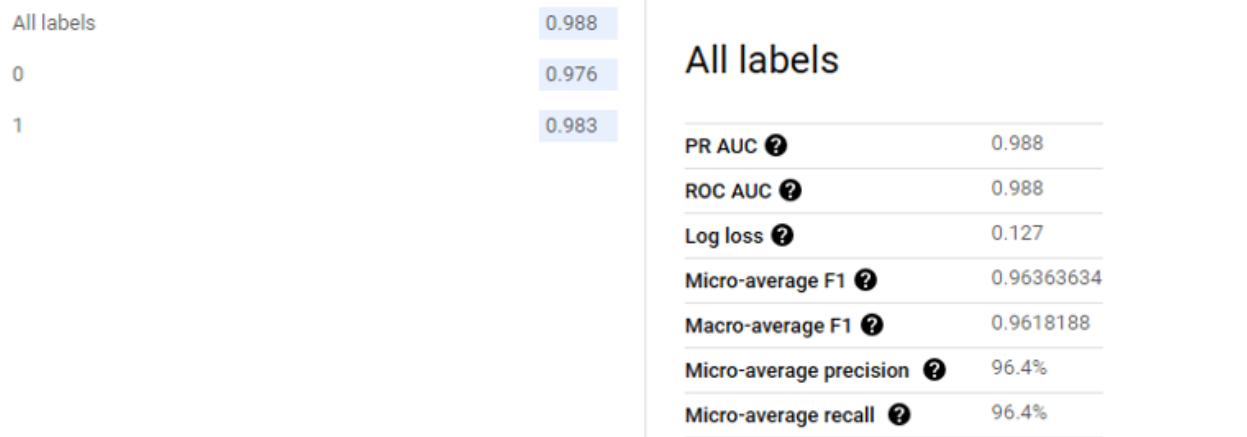 All labels 0.988
0 0.976
1 0.983
All labels
PR AUC ? 0.988
ROC AUC ? 0.988
Log loss ? 0.127
Micro-average F1 ? 0.96363634
Macro-average F1 ? 0.9618188
Micro-average precision ? 96.4%
Micro-average recall ? 96.4%